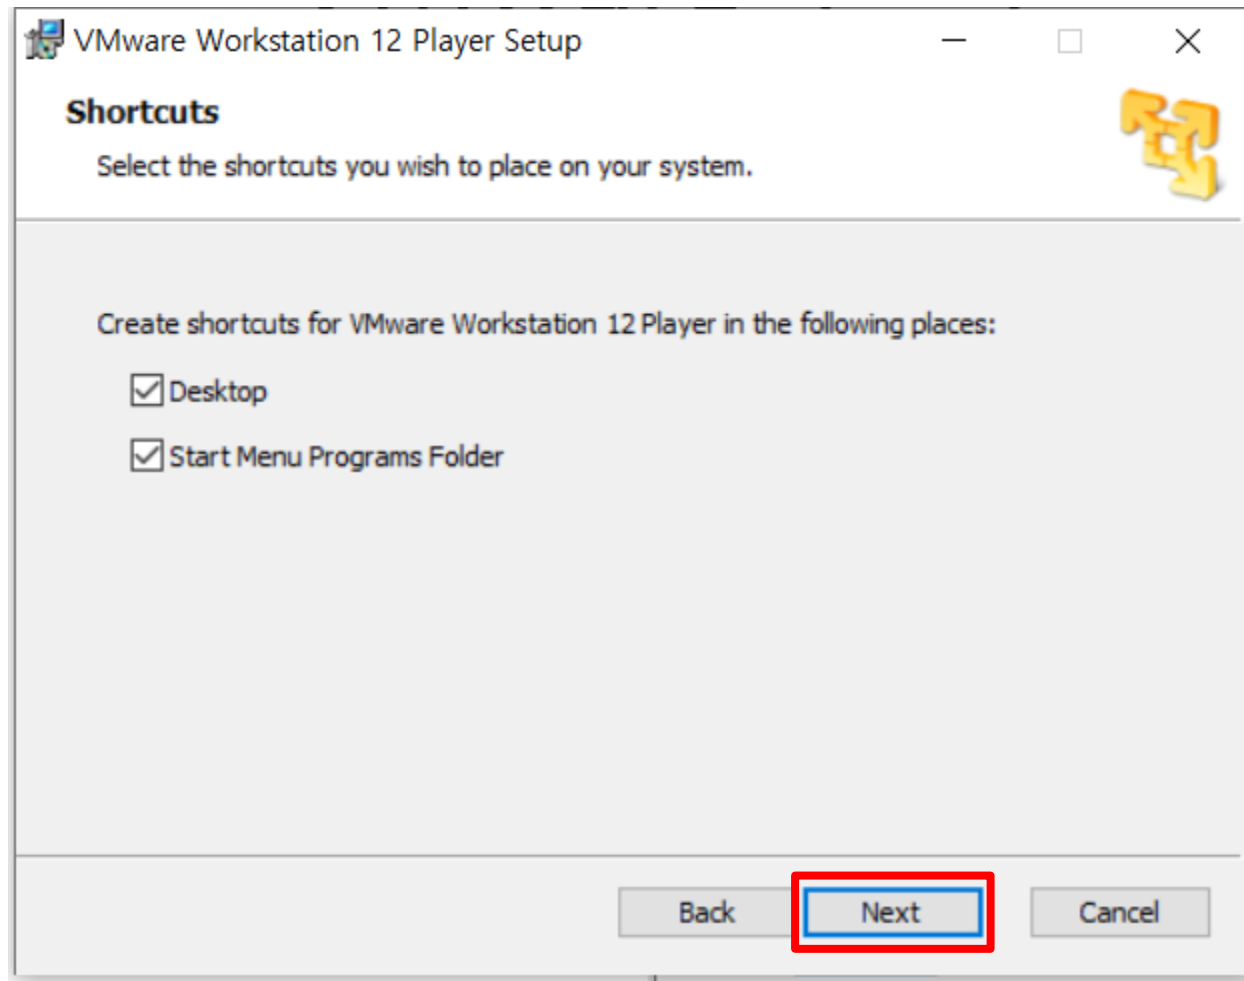 VMware Workstation 12 Player Setup
Shortcuts
Select the shortcuts you wish to place on your system.
Create shortcuts for VMware Workstation 12 Player in the following places:
Desktop
Start Menu Programs Folder
Back Next Cancel